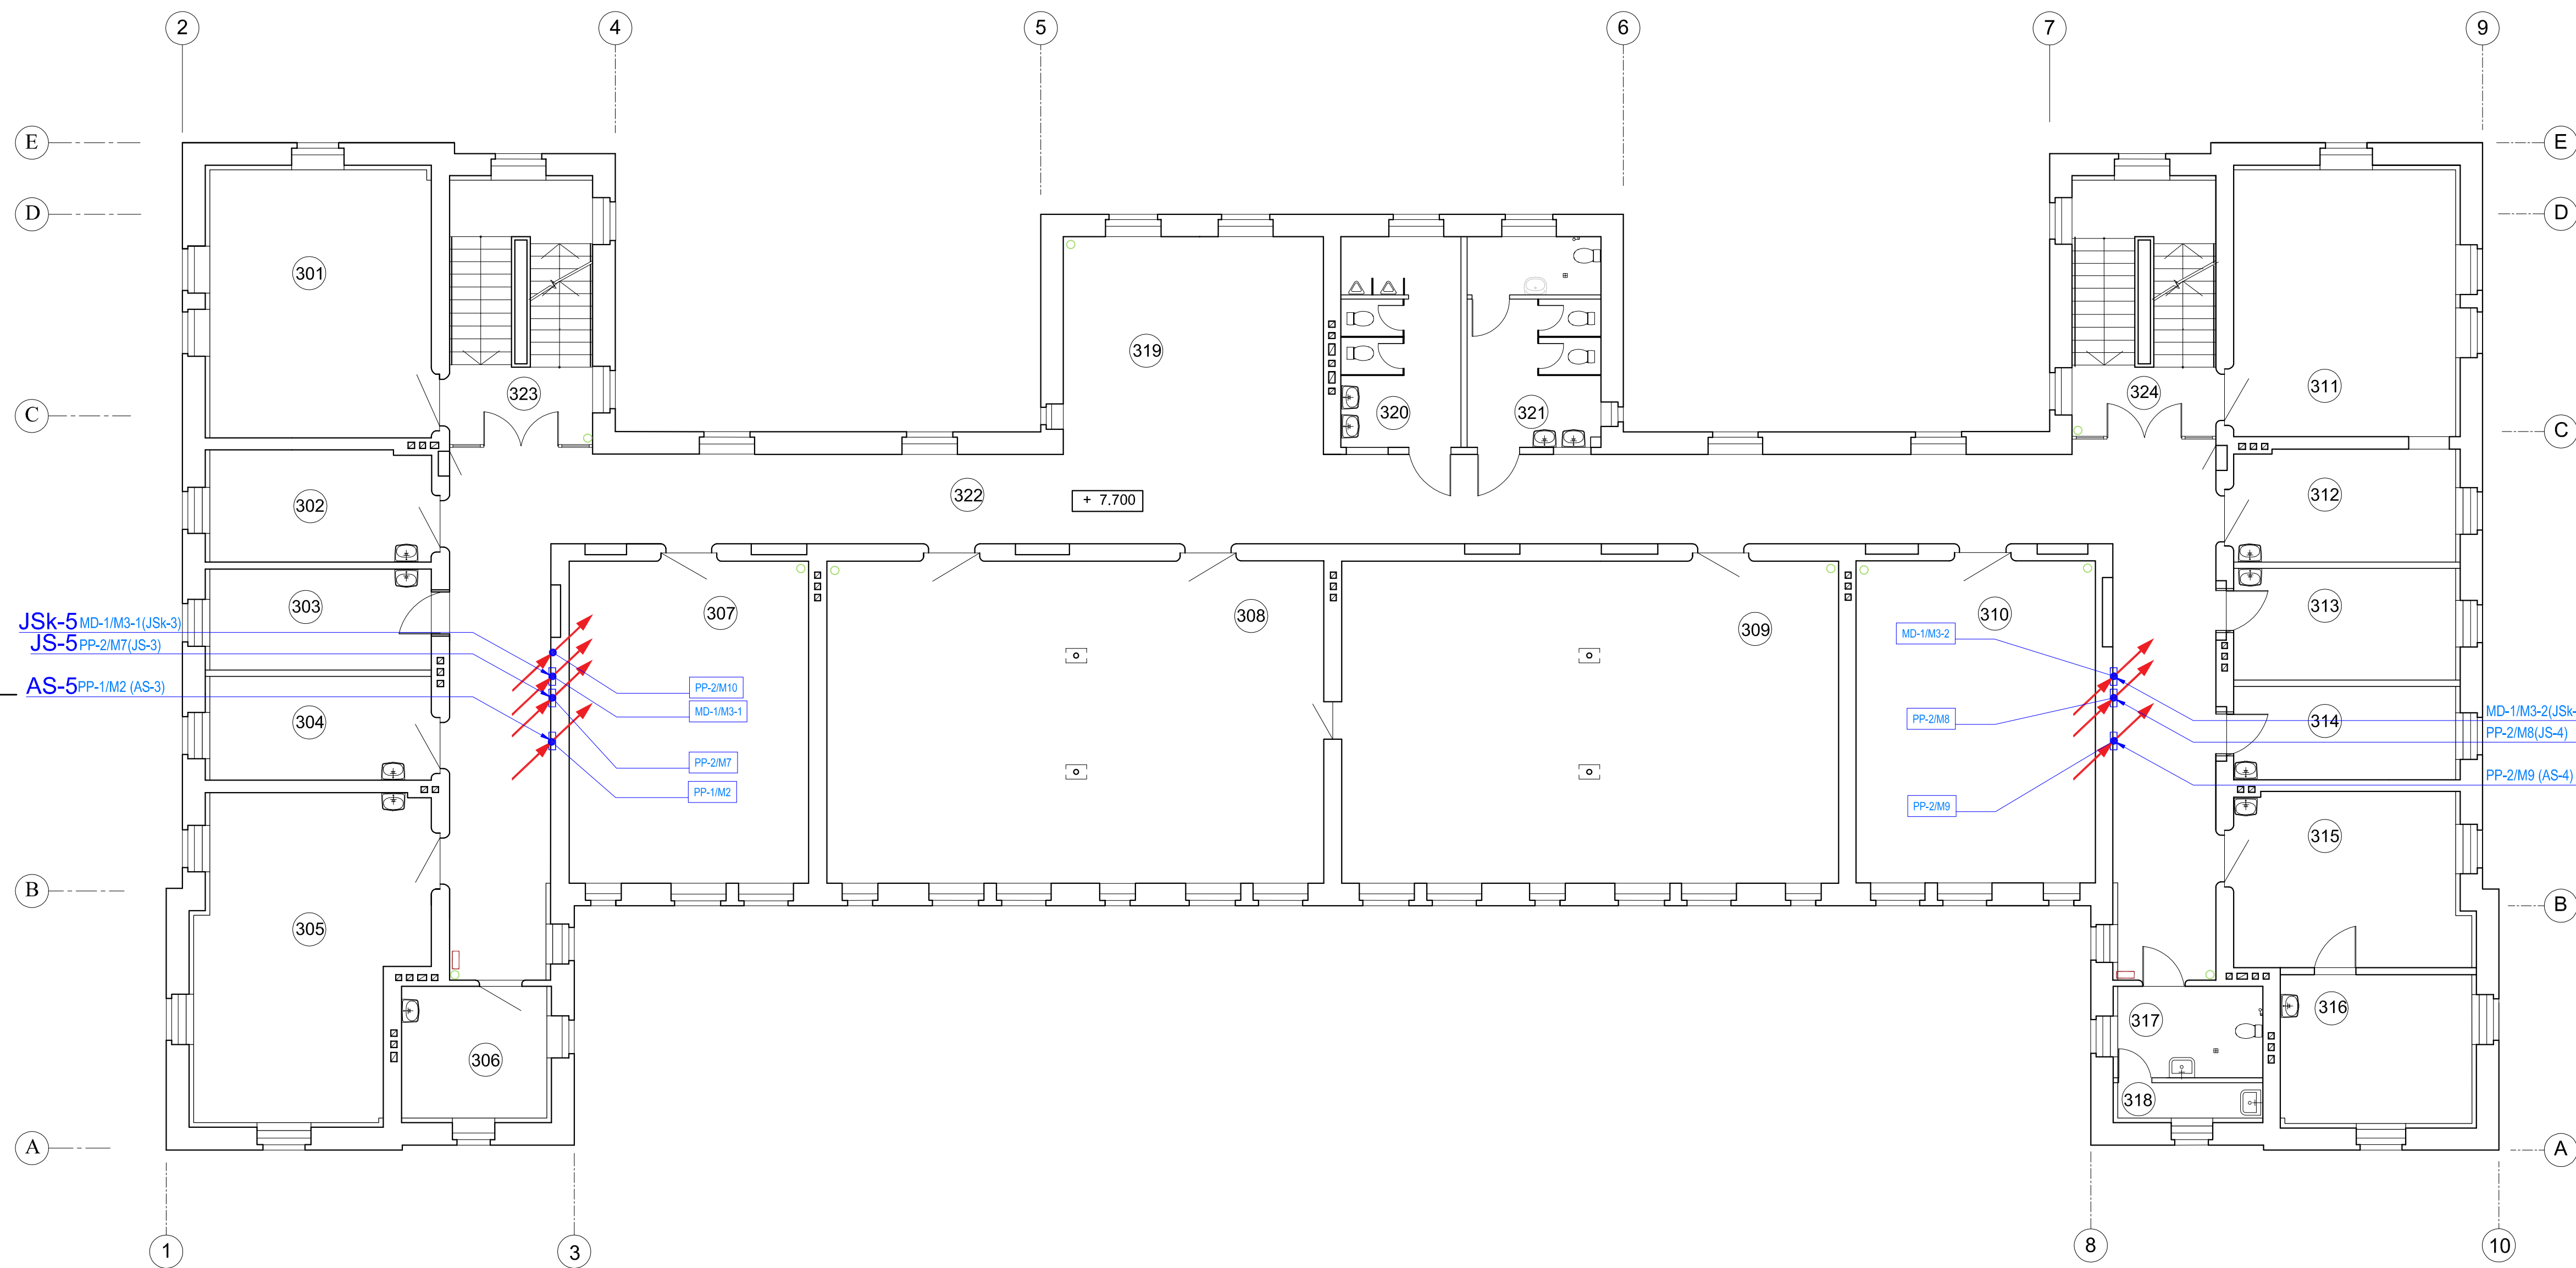 2
4
5
6
7
9
E
E
D
D
301
319
311
323
324
C
320
321
C
322
+ 7.700
302
312
303
307
308
309
310
313
JSk-5 MD-1/M3-1(JSk-3)
JS-5 PP-2/M7(JS-3)
MD-1/M3-2
AS-5 PP-1/M2 (AS-3)
PP-2/M10
MD-1/M3-1
MD-1/M3-2(JSk-
304
PP-2/M8
314
PP-2/M8(JS-4)
PP-2/M7
PP-2/M9 (AS-4)
PP-1/M2
PP-2/M9
315
B
B
305
316
317
306
318
A
A
1
3
8
10